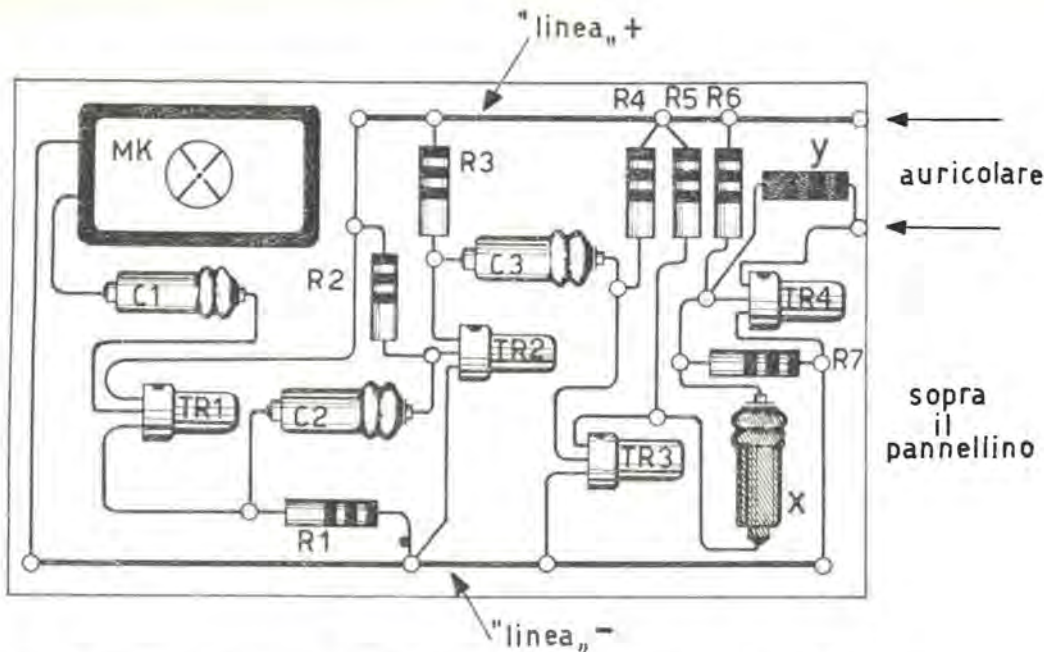 "linea„ +
R4 R5 R6
MK
R3
y
auricolare
C3
R2
C1
TR4
TR2
R7
TR1
C2
sopra
il
pannellino
TR3
x
R1
"linea„ -